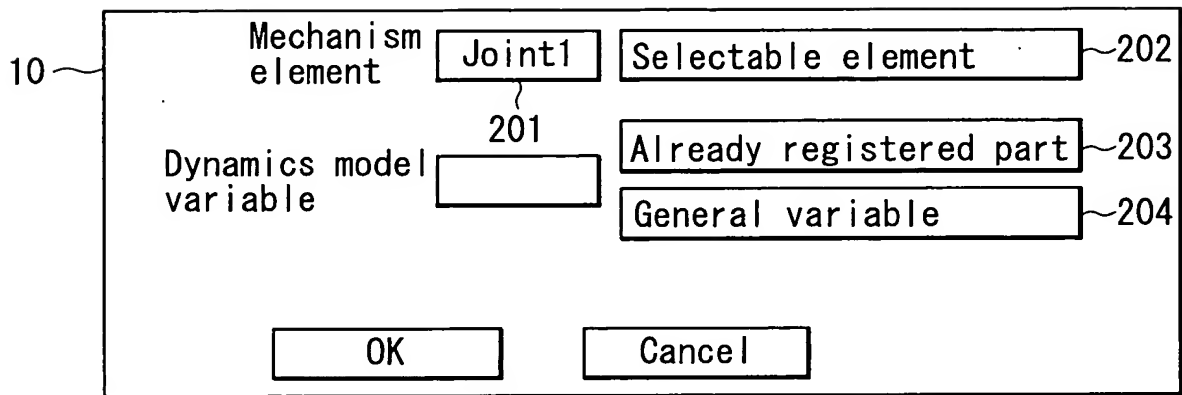 Mechanism
element
Joint1
Selectable element
202
10
201
Already registered part
203
Dynamics model
variable
General variable
204
OK
Cancel